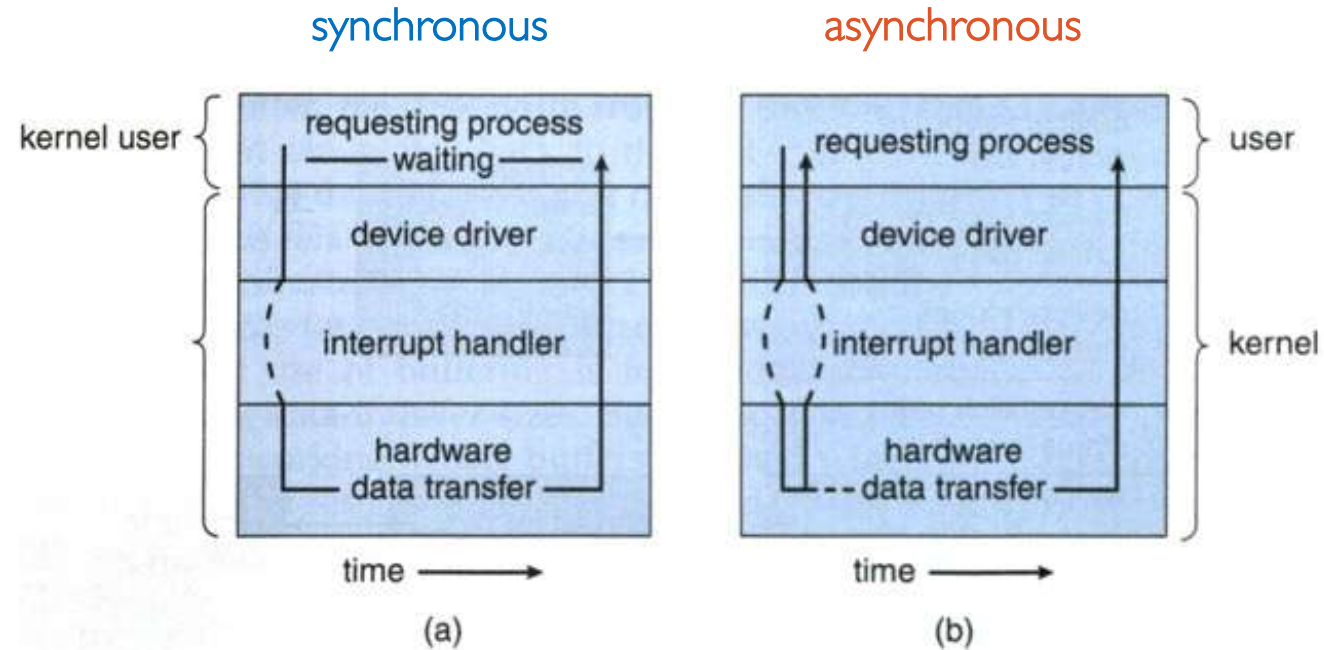 synchronous
asynchronous
kernel user
requesting process
waiting
device driver
interrupt handler
hardware
data transfer
time
(a)
requesting process
user
device driver
interrupt handler
kernel
hardware
data transfer
time
(b)